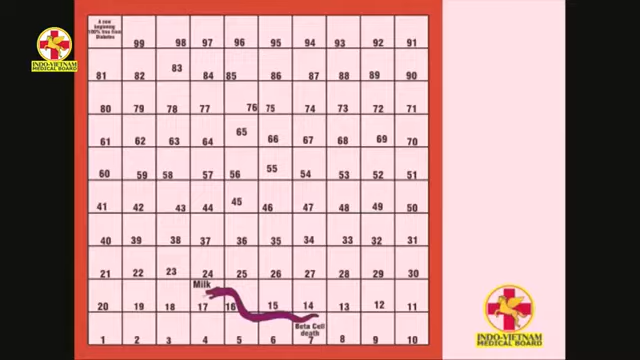 INDO-VIETNAM
MEDICAL BOARD
A new
beginning
100% free from
Diabetes
99 98 97 96 95 94 93 92 91
81 82 83 84 85 86 87 88 89 90
80 79 78 77 76 75 74 73 72 71
61 62 63 64 65 66 67 68 69 70
60 59 58 57 56 55 54 53 52 51
41 42 43 44 45 46 47 48 49 50
40 39 38 37 36 35 34 33 32 31
21 22 23 24 25 26 27 28 29 30
Milk
20 19 18 17 16 15 14 13 12 11
Beta Cell
death
1 2 3 4 5 6 7 8 9 10
INDO-VIETNAM
MEDICAL BOARD